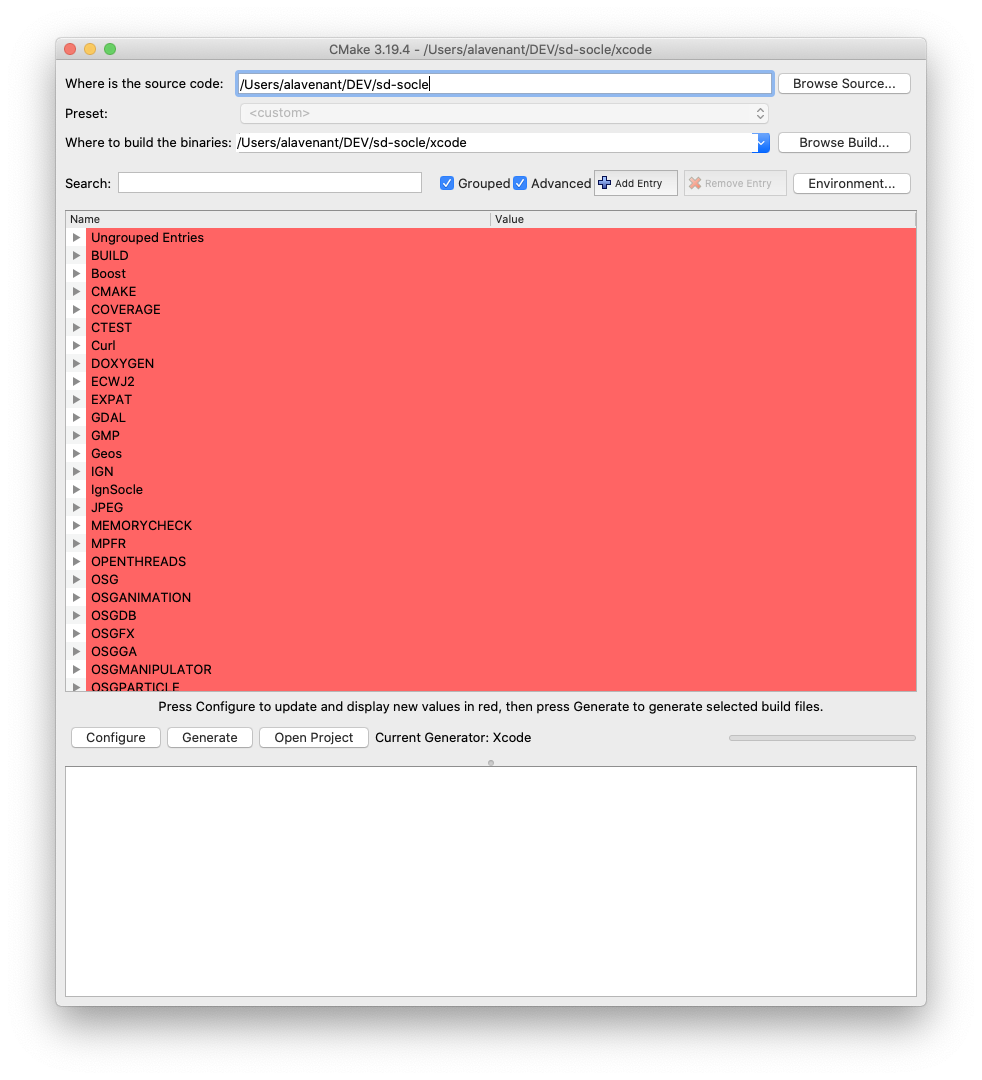 CMake 3.19.4 - /Users/alavenant/DEV/sd-socle/xcode
Where is the source code: /Users/alavenant/DEV/sd-socle Browse Source...
Preset: <custom>
Where to build the binaries: /Users/alavenant/DEV/sd-socle/xcode Browse Build...
Search: Grouped Advanced Add Entry Remove Entry Environment...
Name Value
Ungrouped Entries
BUILD
Boost
CMAKE
COVERAGE
CTEST
Curl
DOXYGEN
ECWJ2
EXPAT
GDAL
GMP
Geos
IGN
IgnSocle
JPEG
MEMORYCHECK
MPFR
OPENTHREADS
OSG
OSGANIMATION
OSGDB
OSGFX
OSGGA
OSGMANIPULATOR
OSGPARTICLE
Press Configure to update and display new values in red, then press Generate to generate selected build files.
Configure Generate Open Project Current Generator: Xcode